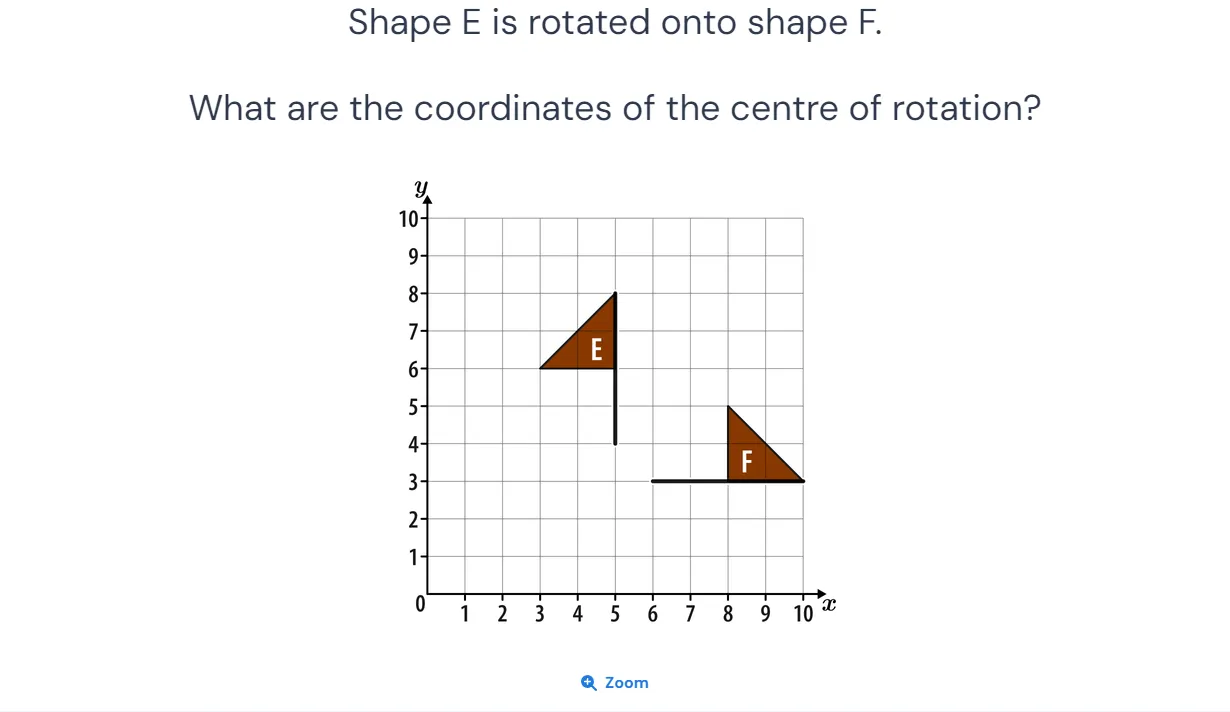 Shape E is rotated onto shape F.
What are the coordinates of the centre of rotation?
y
10
9
8
7
E
6
5
4
F
3
2
1
0
1 2 3 4 5 6 7 8 9 10 x
Zoom